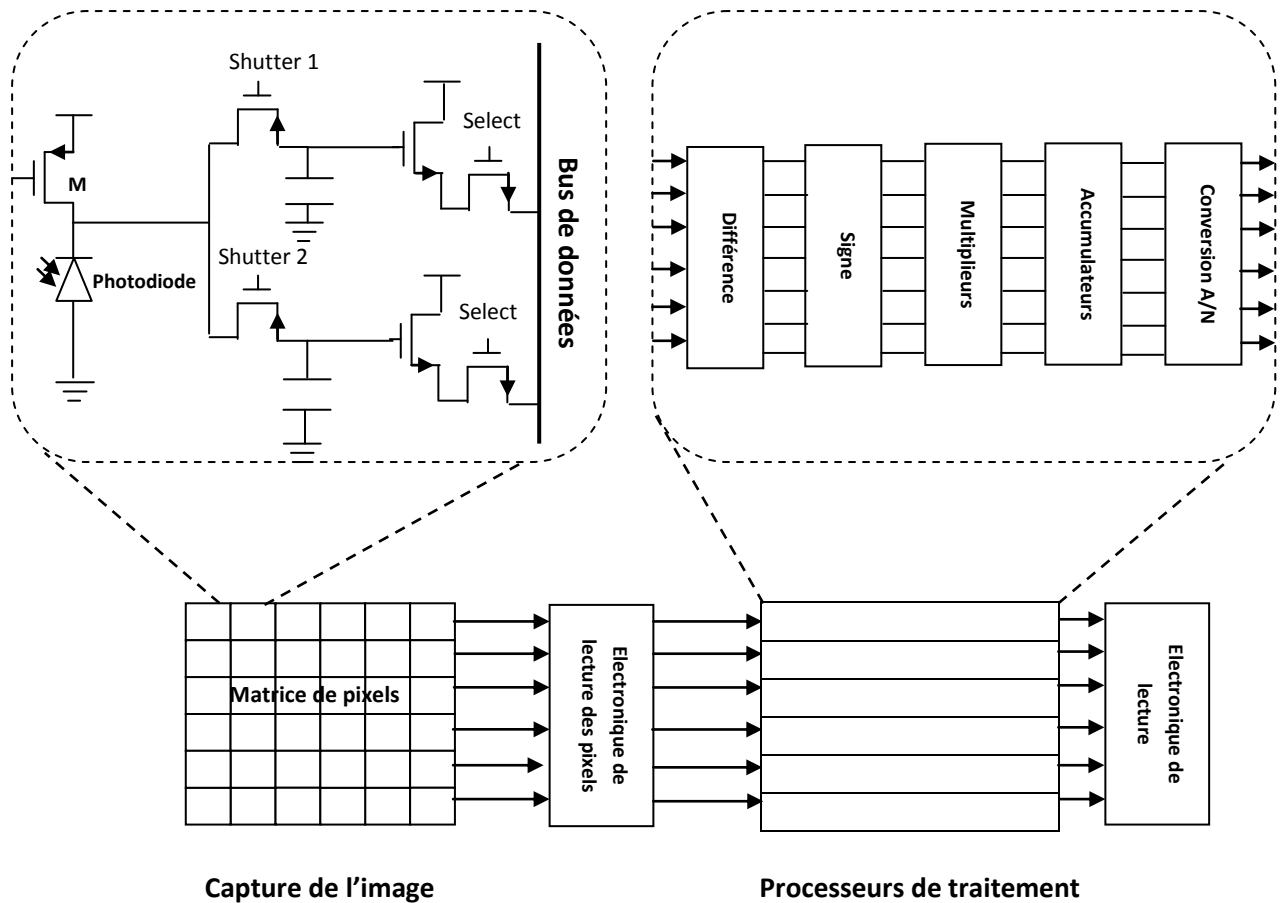 Shutter 1
Select
M
Photodiode
Shutter 2
Select
Bus de données
Différence
Signe
Multiplieurs
Accumulateurs
Conversion A/N
Matrice de pixels
Electronique de
lecture des pixels
Electronique de
lecture
Capture de l'image
Processeurs de traitement